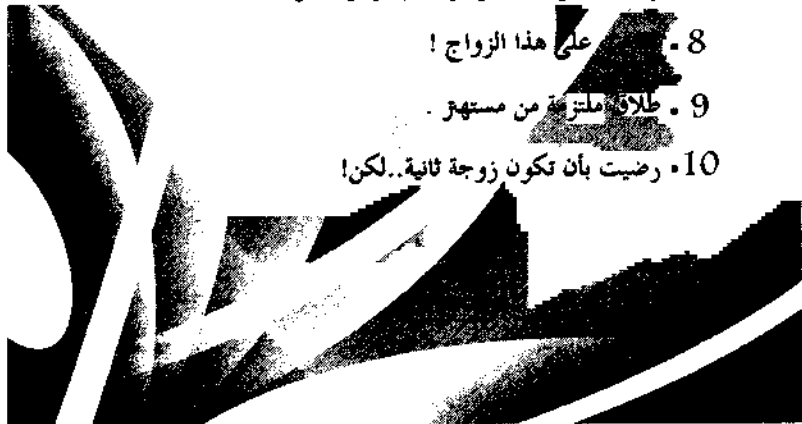 8 ـ على هذا الزواج !
9 ـ طلاق ملتزمة من مستهتر .
10 ـ رضيت بأن تكون زوجة ثانية..لكن!